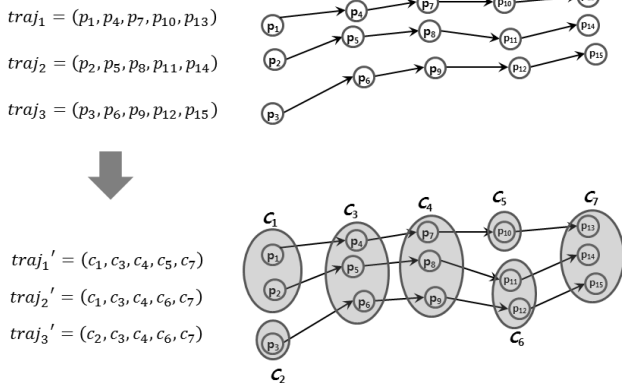 traj₁ = (p₁, p₄, p₇, p₁₀, p₁₃)
traj₂ = (p₂, p₅, p₈, p₁₁, p₁₄)
traj₃ = (p₃, p₆, p₉, p₁₂, p₁₅)
p₁ p₄ p₇ p₁₀
p₂ p₅ p₈ p₁₁ p₁₄
p₃ p₆ p₉ p₁₂ p₁₅
traj₁′ = (c₁, c₃, c₄, c₅, c₇)
traj₂′ = (c₁, c₃, c₄, c₆, c₇)
traj₃′ = (c₂, c₃, c₄, c₆, c₇)
C₁ C₃ C₄ C₅ C₇
p₁ p₄ p₇ p₁₀ p₁₃
p₂ p₅ p₈ p₁₁ p₁₄
p₃ p₆ p₉ p₁₂ p₁₅
C₂ C₆